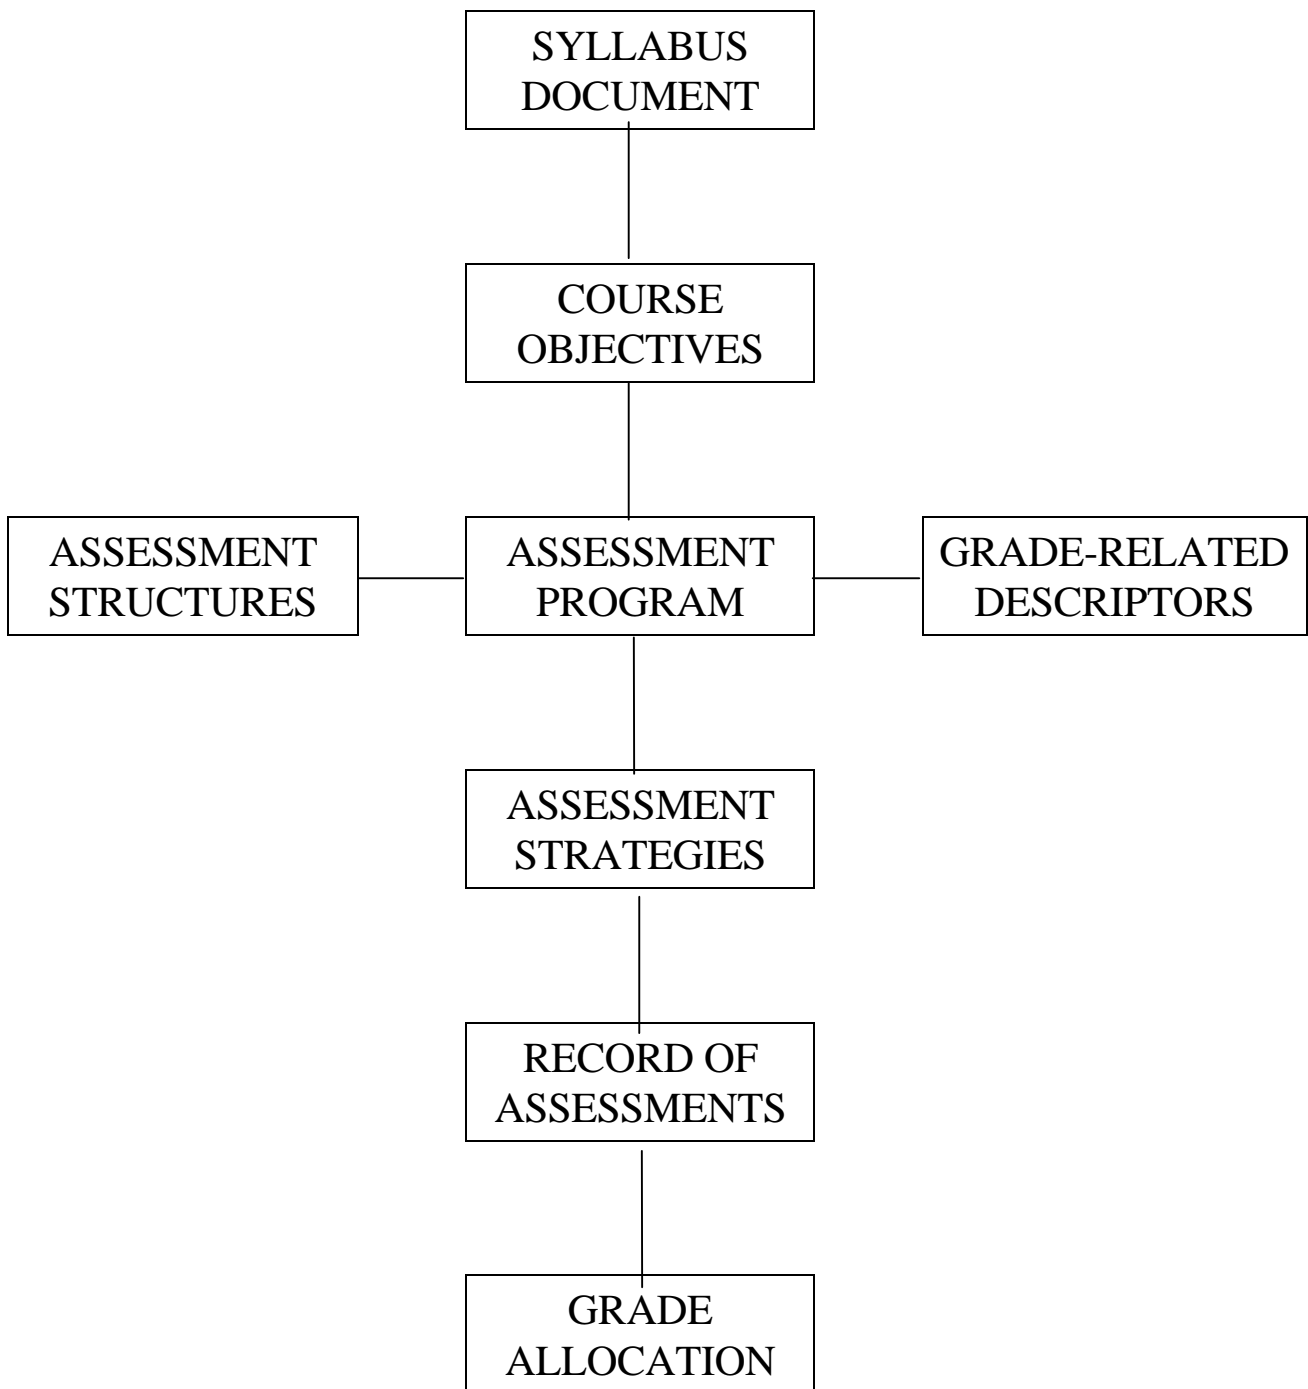 SYLLABUS
DOCUMENT
COURSE
OBJECTIVES
ASSESSMENT
STRUCTURES
ASSESSMENT
PROGRAM
GRADE-RELATED
DESCRIPTORS
ASSESSMENT
STRATEGIES
RECORD OF
ASSESSMENTS
GRADE
ALLOCATION